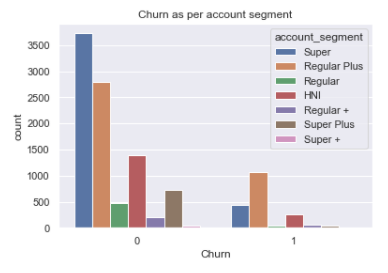 Churn as per account segment
account_segment
Super
Regular Plus
Regular
HNI
Regular +
Super Plus
Super +
3500
3000
2500
2000
1500
1000
500
0
count
0 1
Churn